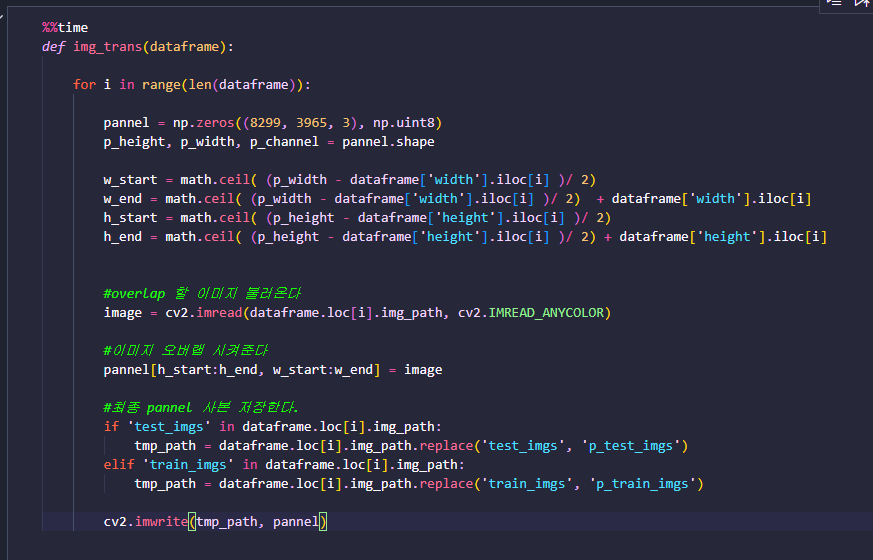 %%time
def img_trans(dataframe):
for i in range(len(dataframe)):
pannel = np.zeros((8299, 3965, 3), np.uint8)
p_height, p_width, p_channel = pannel.shape
w_start = math.ceil( (p_width - dataframe['width'].iloc[i] )/ 2)
w_end = math.ceil( (p_width - dataframe['width'].iloc[i] )/ 2)  + dataframe['width'].iloc[i]
h_start = math.ceil( (p_height - dataframe['height'].iloc[i] )/ 2)
h_end = math.ceil( (p_height - dataframe['height'].iloc[i] )/ 2) + dataframe['height'].iloc[i]
#overlap 할 이미지 불러온다
image = cv2.imread(dataframe.loc[i].img_path, cv2.IMREAD_ANYCOLOR)
#이미지 오버랩 시켜준다
pannel[h_start:h_end, w_start:w_end] = image
#최종 pannel 사본 저장한다.
if 'test_imgs' in dataframe.loc[i].img_path:
tmp_path = dataframe.loc[i].img_path.replace('test_imgs', 'p_test_imgs')
elif 'train_imgs' in dataframe.loc[i].img_path:
tmp_path = dataframe.loc[i].img_path.replace('train_imgs', 'p_train_imgs')
cv2.imwrite(tmp_path, pannel)